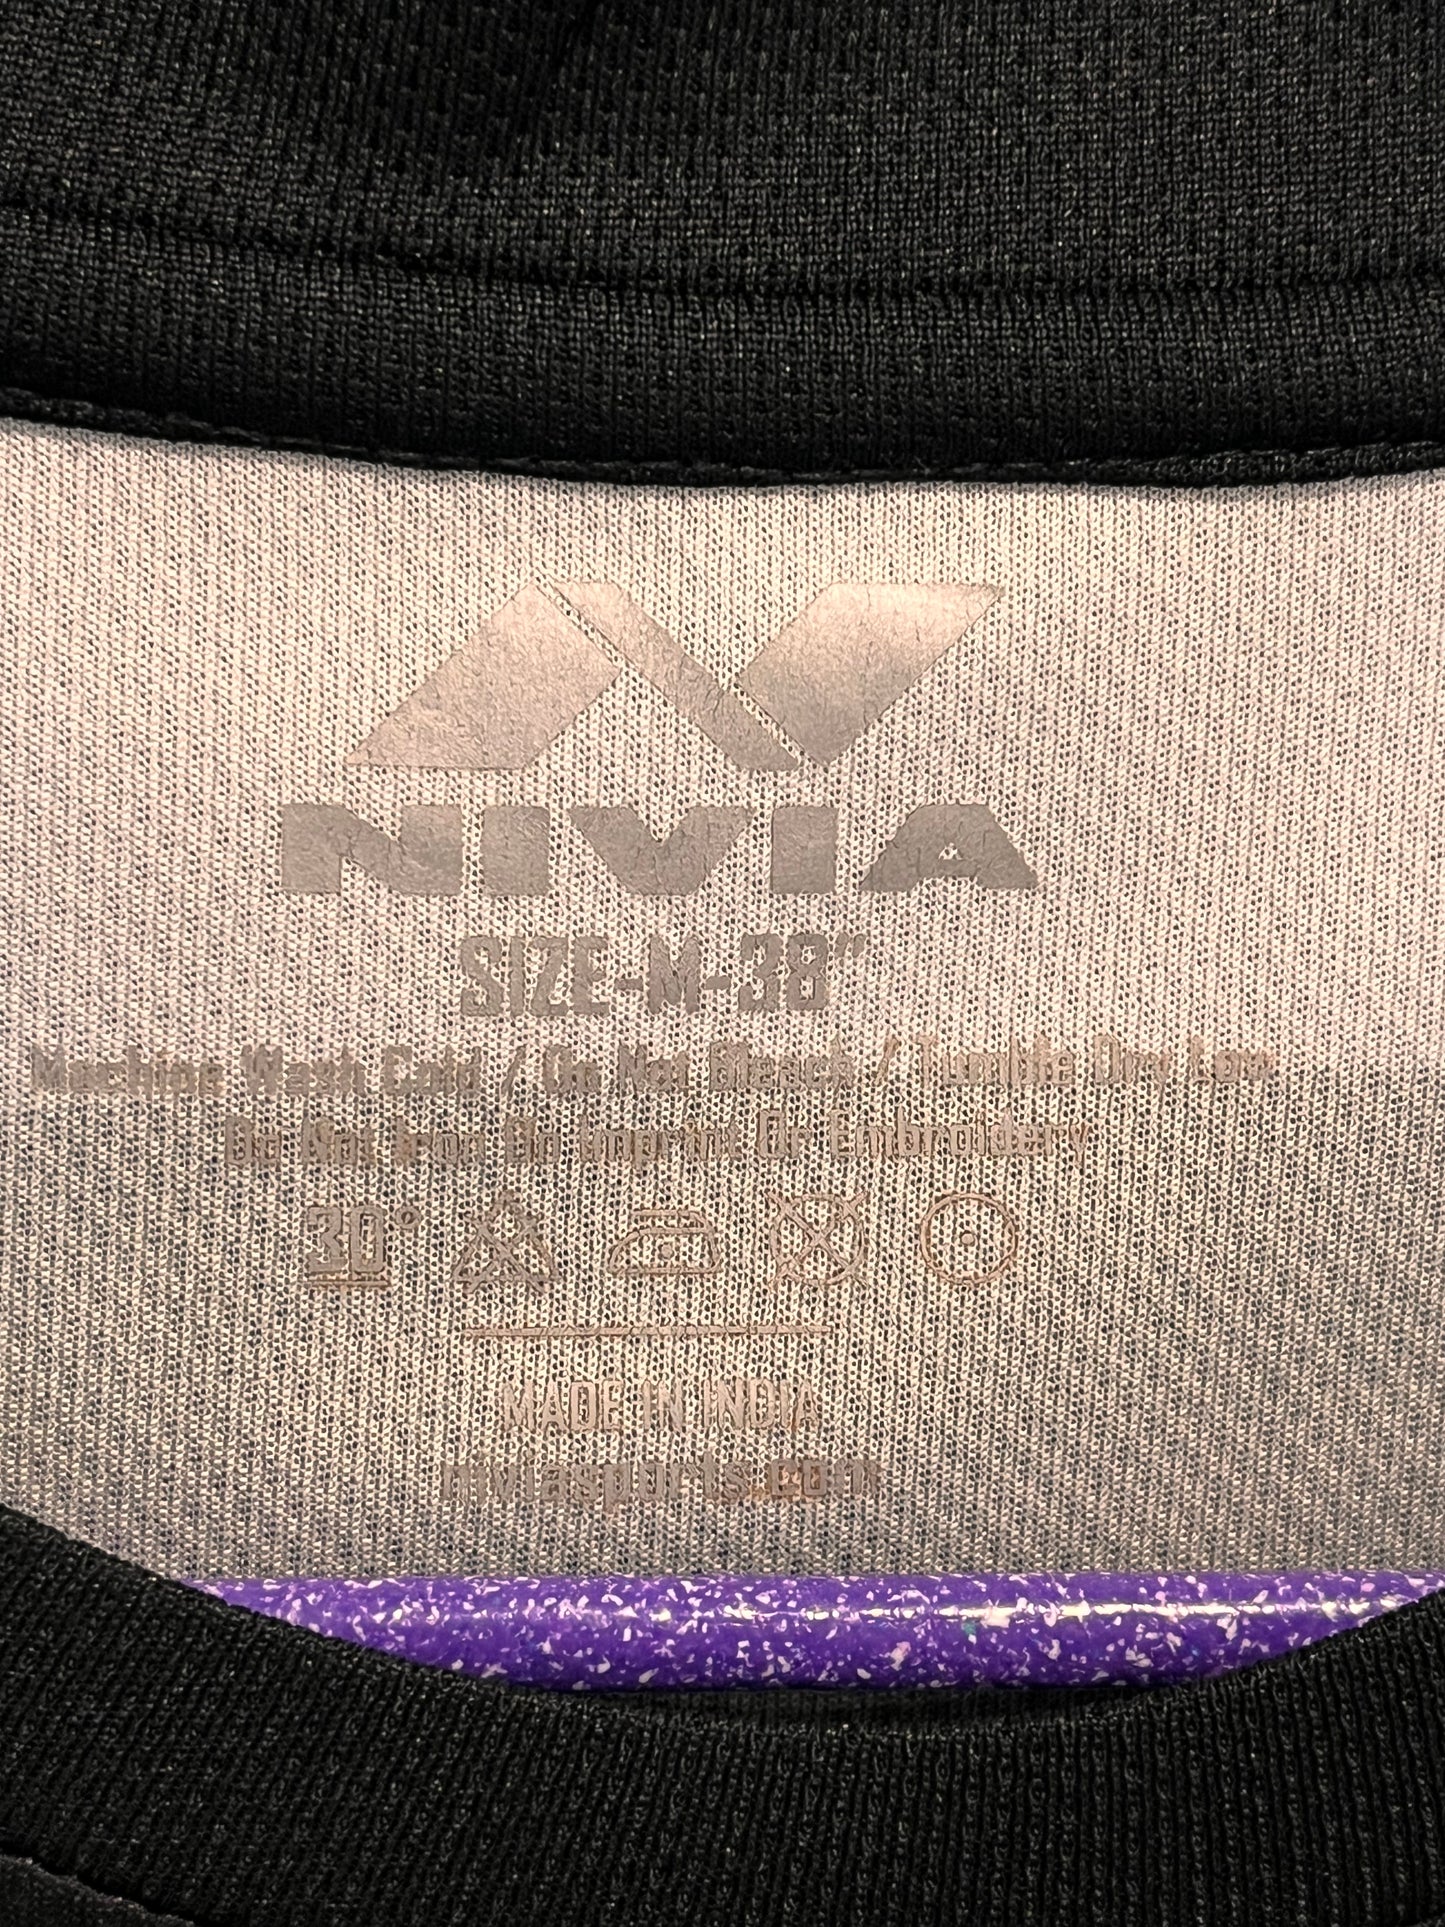 NIVIA
SIZE-M-38"
Machine Wash Cold / Do Not Bleach / Tumble Dry Low
Do Not Iron Do Imprint Or Embroidery
30°
MADE IN INDIA
niviasports.com